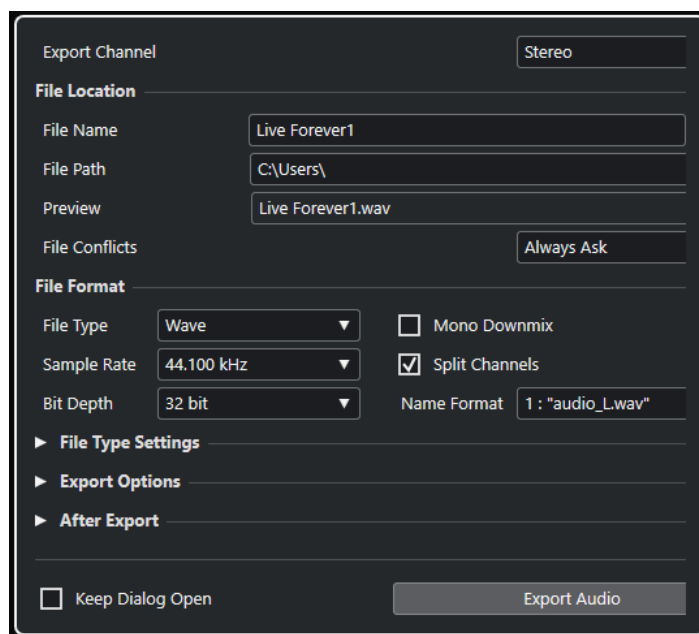 Export Channel Stereo
File Location
File Name Live Forever1
File Path C:\Users\
Preview Live Forever1.wav
File Conflicts Always Ask
File Format
File Type Wave Mono Downmix
Sample Rate 44.100 kHz Split Channels
Bit Depth 32 bit Name Format 1 : "audio_L.wav"
File Type Settings
Export Options
After Export
Keep Dialog Open Export Audio